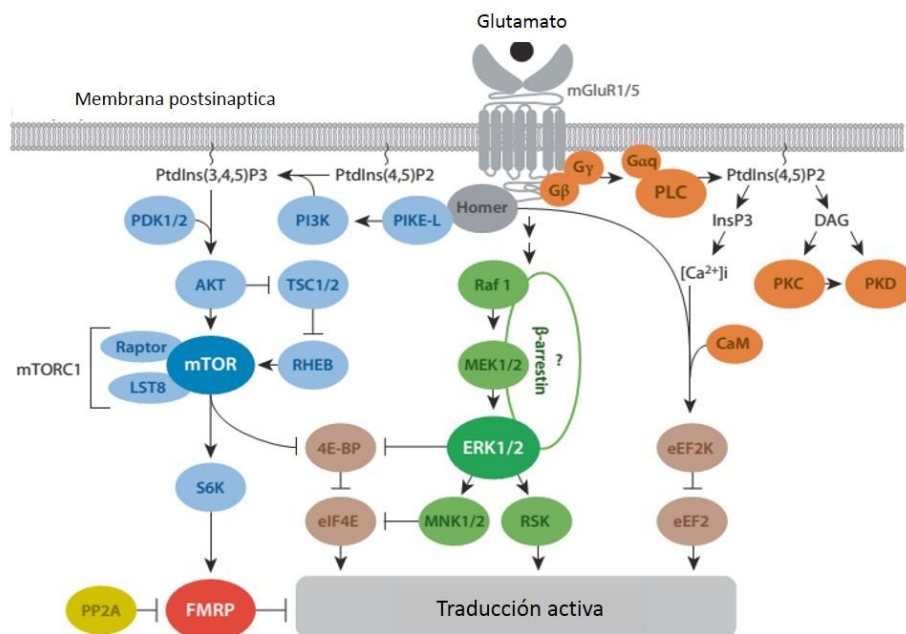 Glutamato
mGluR1/5
Membrana postsinaptica
PtdIns(3,4,5)P3
PtdIns(4,5)P2
Gβ
Gγ
Gαq
PLC
PtdIns(4,5)P2
PDK1/2
PI3K
PIKE-L
Homer
InsP3
DAG
AKT
TSC1/2
Raf 1
[Ca²⁺]i
PKC
PKD
mTORC1
Raptor
mTOR
LST8
RHEB
MEK1/2
β-arrestin
?
CaM
4E-BP
ERK1/2
eEF2K
S6K
eIF4E
MNK1/2
RSK
eEF2
PP2A
FMRP
Traducción activa